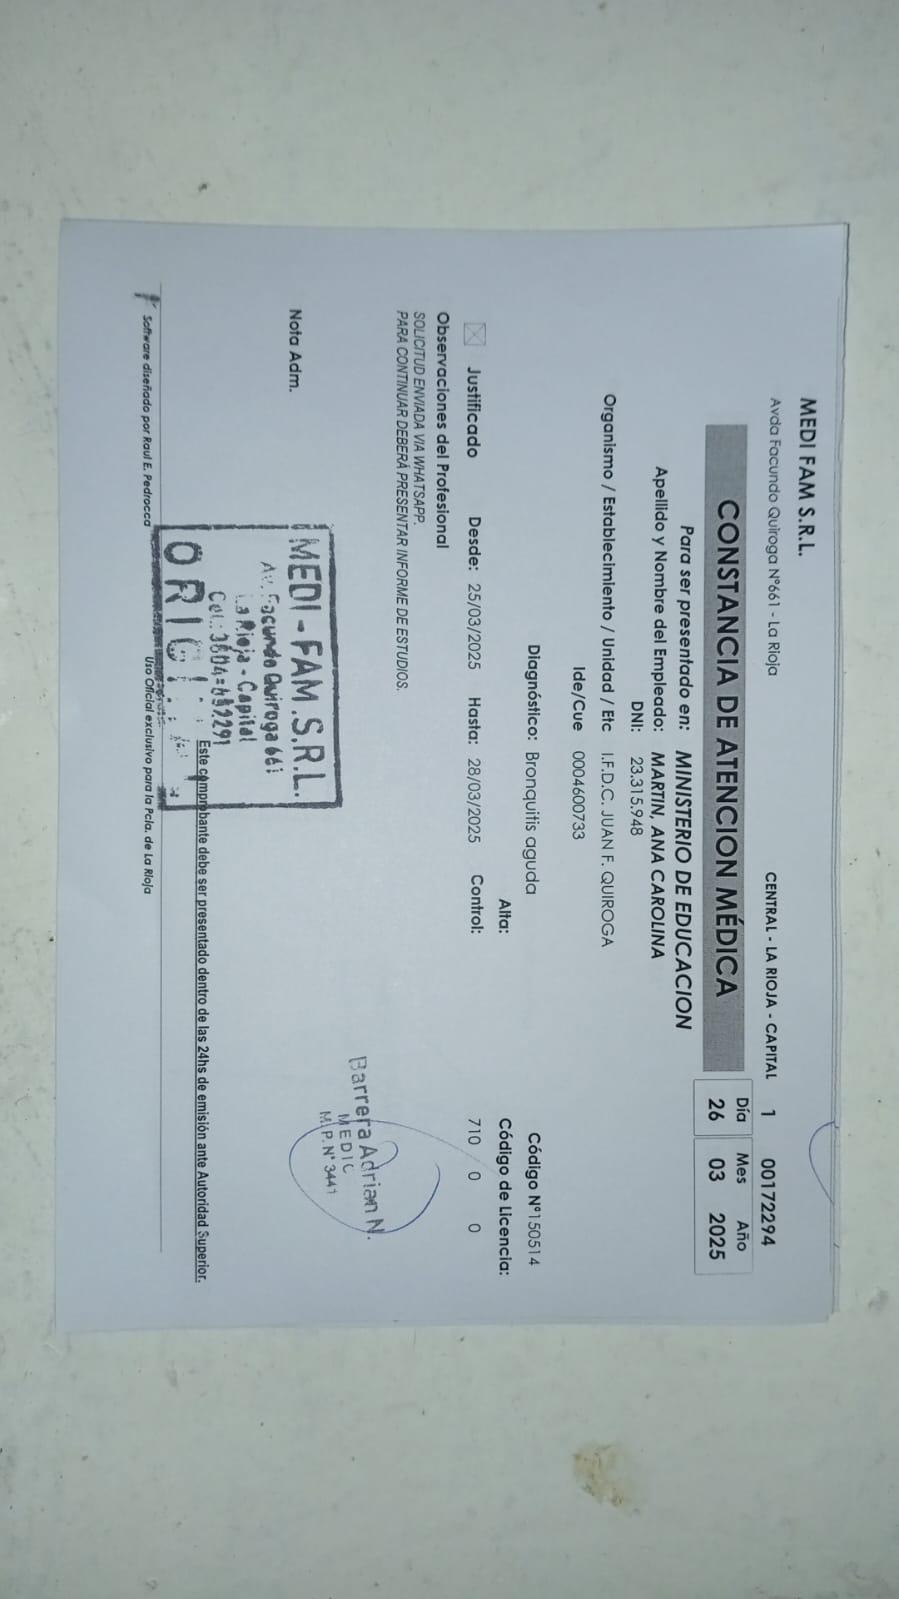 MEDI FAM S.R.L.
Avda Facundo Quiroga N°661 - La Rioja
CENTRAL - LA RIOJA - CAPITAL 1 00172294
CONSTANCIA DE ATENCION MÉDICA
Día Mes Año
26 03 2025
Para ser presentado en: MINISTERIO DE EDUCACION
Apellido y Nombre del Empleado: MARTIN, ANA CAROLINA
DNI: 23.315.948
Organismo / Establecimiento / Unidad / Etc I.F.D.C. JUAN F. QUIROGA
Ide/Cue 0004600733
Diagnóstico: Bronquitis aguda
Código N°150514
Alta:
Código de Licencia:
Justificado Desde: 25/03/2025 Hasta: 28/03/2025 Control: 710 0 0
Observaciones del Profesional
SOLICITUD ENVIADA VIA WHATSAPP.
PARA CONTINUAR DEBERÁ PRESENTAR INFORME DE ESTUDIOS.
Barrera Adrian N.
MEDIC
M.P.N° 3441
Nota Adm.
MEDI-FAM.S.R.L.
Av. Facundo Quiroga 661
La Rioja - Capital
Este comprobante debe ser presentado dentro de las 24hs de emisión ante Autoridad Superior.
Software diseñado por Raul E. Pedrocca
Uso Oficial exclusivo para la Pcia. de La Rioja